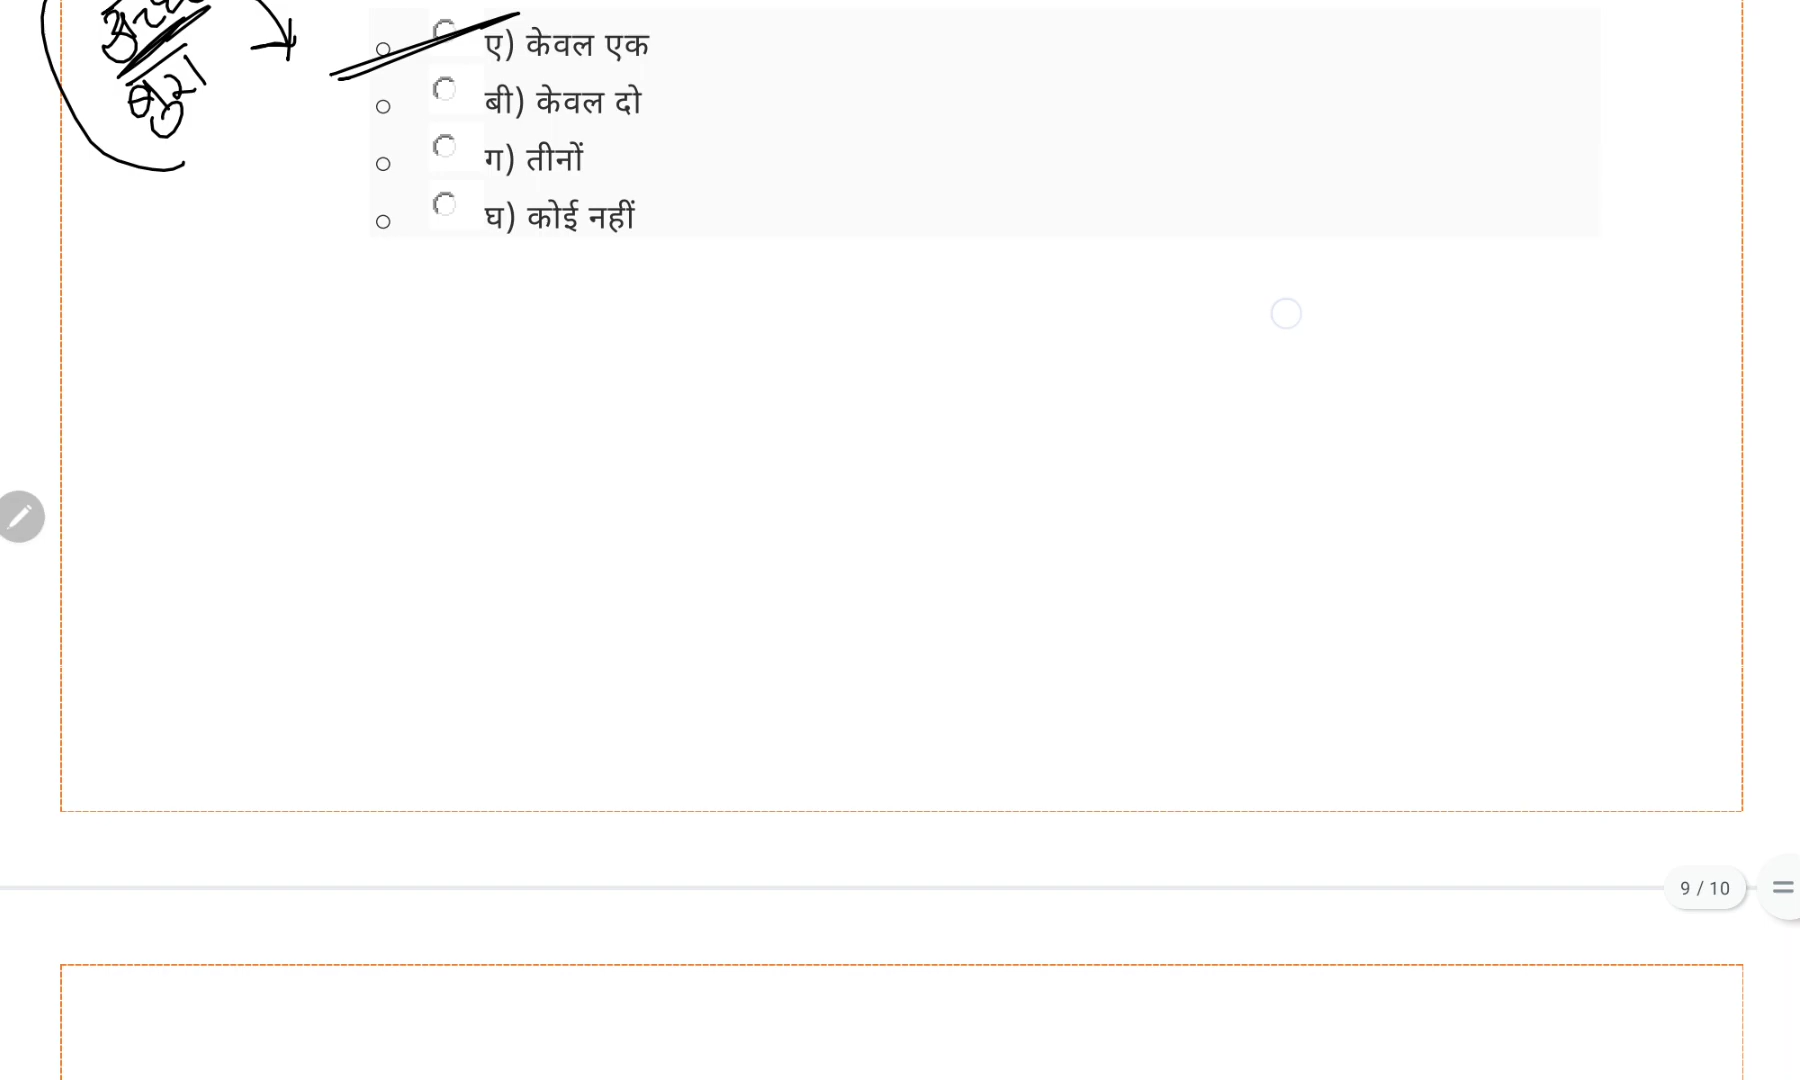 ए) केवल एक
बी) केवल दो
ग) तीनों
घ) कोई नहीं
9 / 10